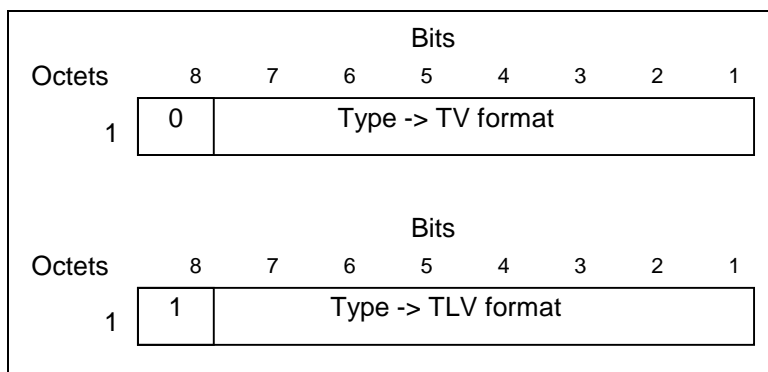 Bits
Octets 8 7 6 5 4 3 2 1
1 0 Type -> TV format
Bits
Octets 8 7 6 5 4 3 2 1
1 1 Type -> TLV format